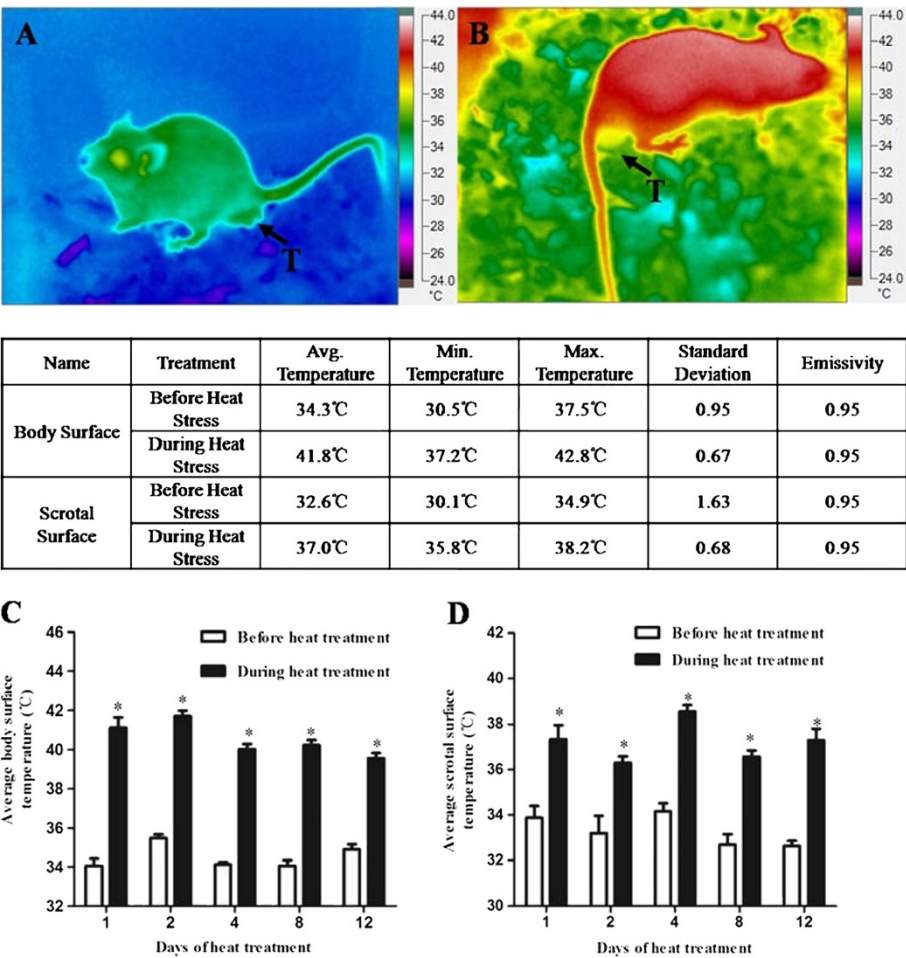 A
44.0
42
40
38
36
34
32
30
28
26
24.0
℃
T
B
44.0
42
40
38
36
34
32
30
28
26
24.0
℃
T
Name Treatment Avg. Temperature Min. Temperature Max. Temperature Standard Deviation Emissivity
Body Surface Before Heat Stress 34.3℃ 30.5℃ 37.5℃ 0.95 0.95
During Heat Stress 41.8℃ 37.2℃ 42.8℃ 0.67 0.95
Scrotal Surface Before Heat Stress 32.6℃ 30.1℃ 34.9℃ 1.63 0.95
During Heat Stress 37.0℃ 35.8℃ 38.2℃ 0.68 0.95
C
Average body surface
temperature (℃)
46
44
42
40
36
34
32
Before heat treatment
During heat treatment
* * * * *
1 2 4 8 12
Days of heat treatment
D
Average scrotal surface
temperature (℃)
42
40
38
36
34
32
30
Before heat treatment
During heat treatment
* * * * *
1 2 4 8 12
Days of heat treatment